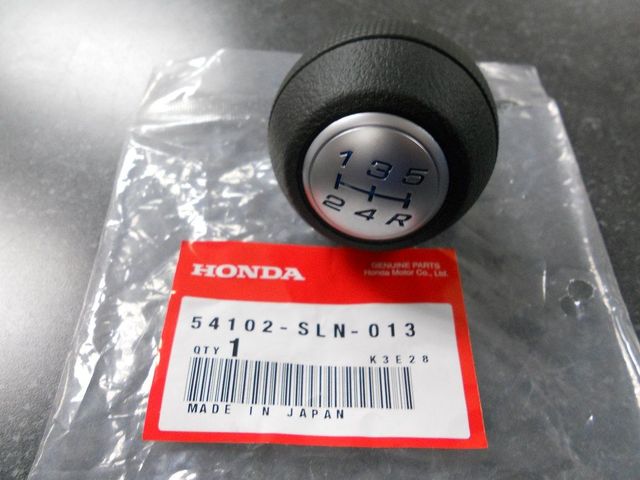 1 3 5
2 4 R
HONDA
GENUINE PARTS
Honda Motor Co., Ltd.
54102-SLN-013
QTY 1
K3E28
MADE IN JAPAN